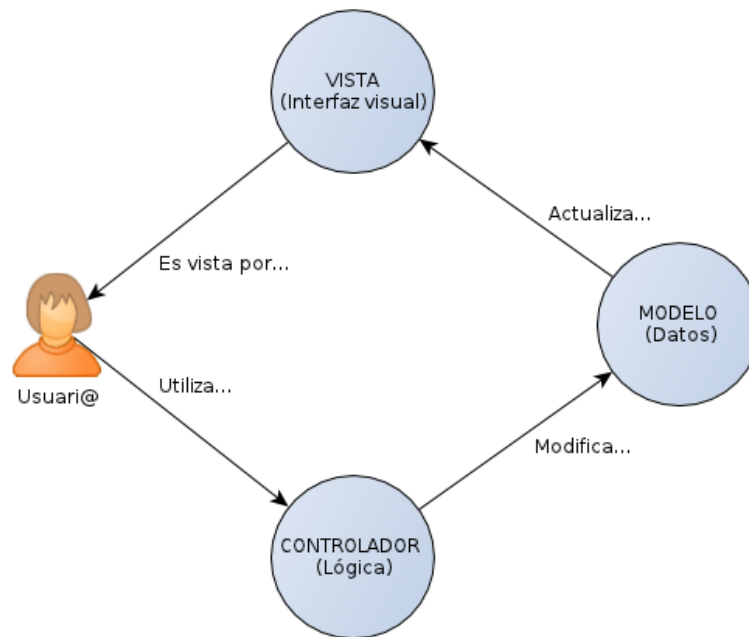 VISTA
(Interfaz visual)
Actualiza...
Es vista por...
MODELO
(Datos)
Usuari@
Utiliza...
Modifica...
CONTROLADOR
(Lógica)